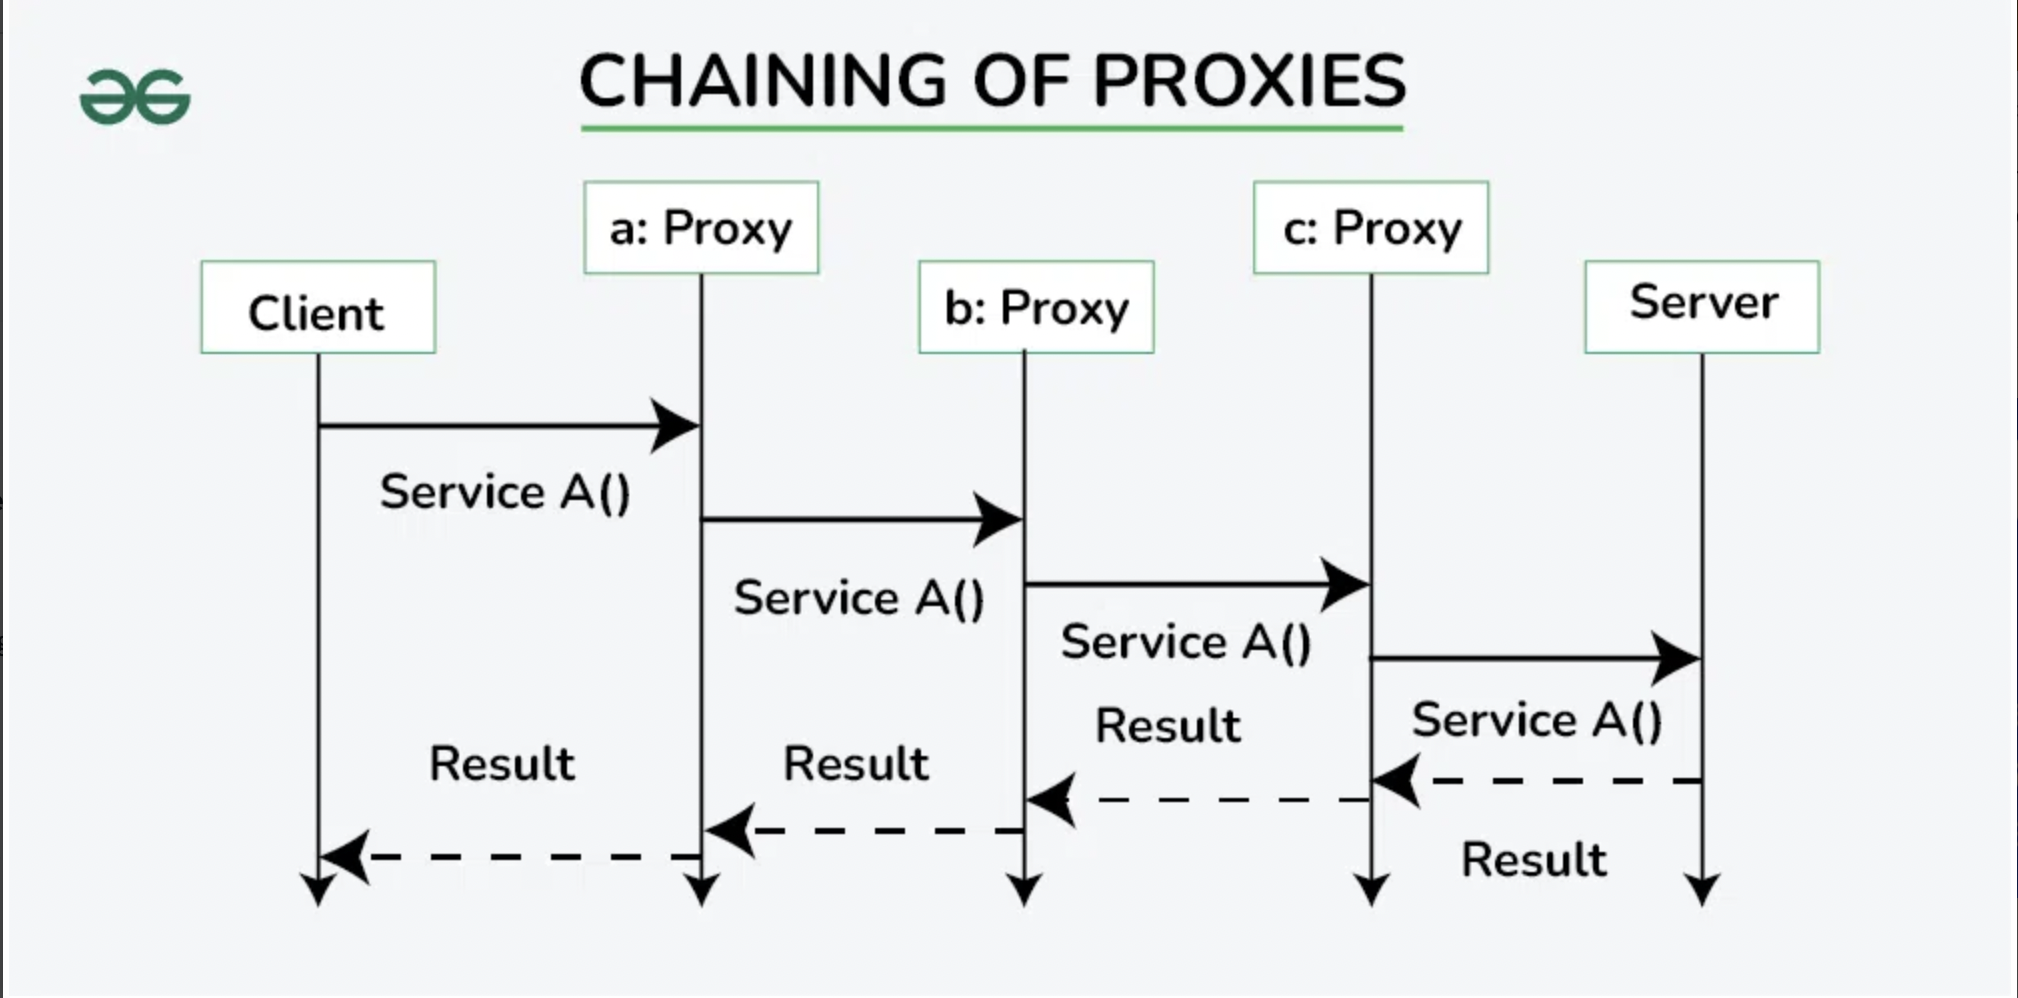 CHAINING OF PROXIES
a: Proxy
c: Proxy
Client
b: Proxy
Server
Service A()
Service A()
Service A()
Service A()
Result
Result
Result
Result